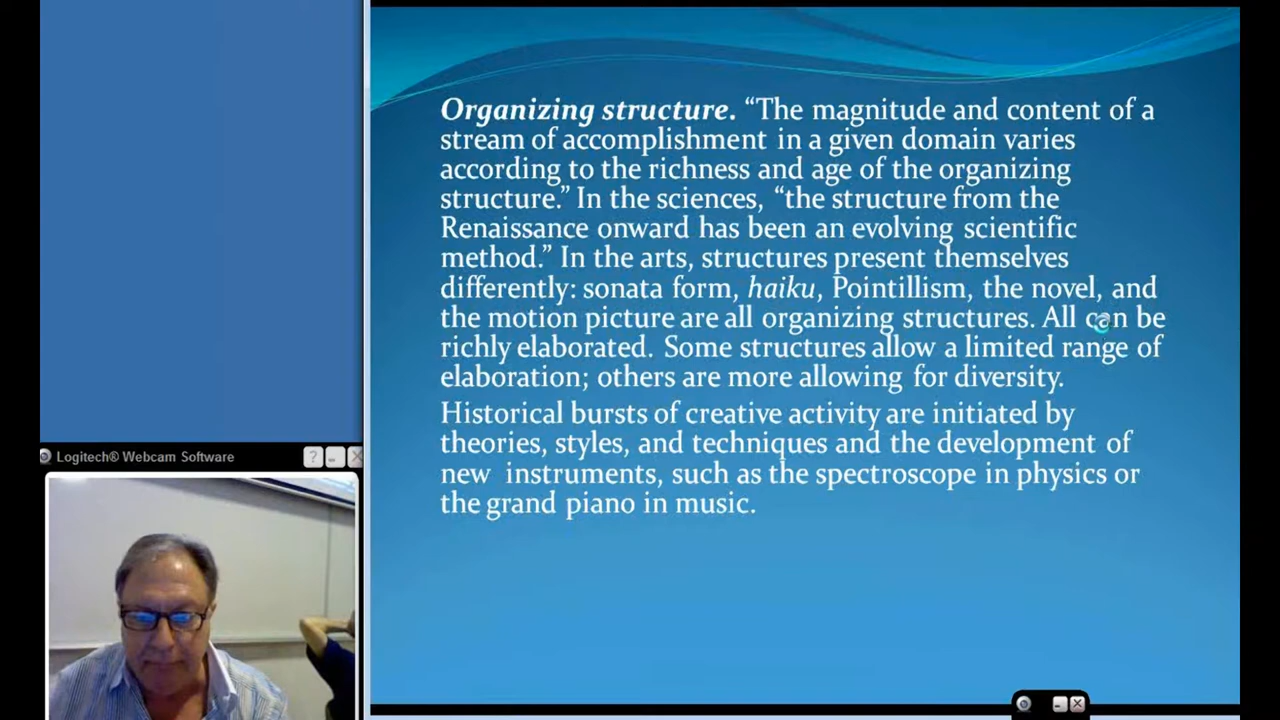 Organizing structure. “The magnitude and content of a
stream of accomplishment in a given domain varies
according to the richness and age of the organizing
structure.” In the sciences, “the structure from the
Renaissance onward has been an evolving scientific
method.” In the arts, structures present themselves
differently: sonata form, haiku, Pointillism, the novel, and
the motion picture are all organizing structures. All can be
richly elaborated. Some structures allow a limited range of
elaboration; others are more allowing for diversity.
Historical bursts of creative activity are initiated by
theories, styles, and techniques and the development of
new instruments, such as the spectroscope in physics or
the grand piano in music.
Logitech® Webcam Software